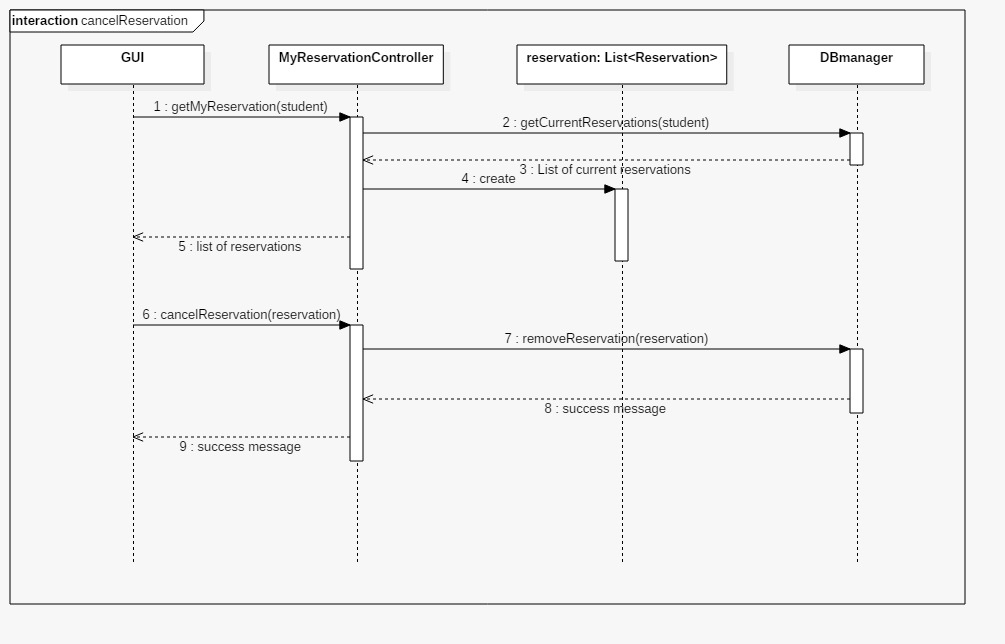 interaction cancelReservation
GUI
MyReservationController
reservation: List<Reservation>
DBmanager
1 : getMyReservation(student)
2 : getCurrentReservations(student)
3 : List of current reservations
4 : create
5 : list of reservations
6 : cancelReservation(reservation)
7 : removeReservation(reservation)
8 : success message
9 : success message